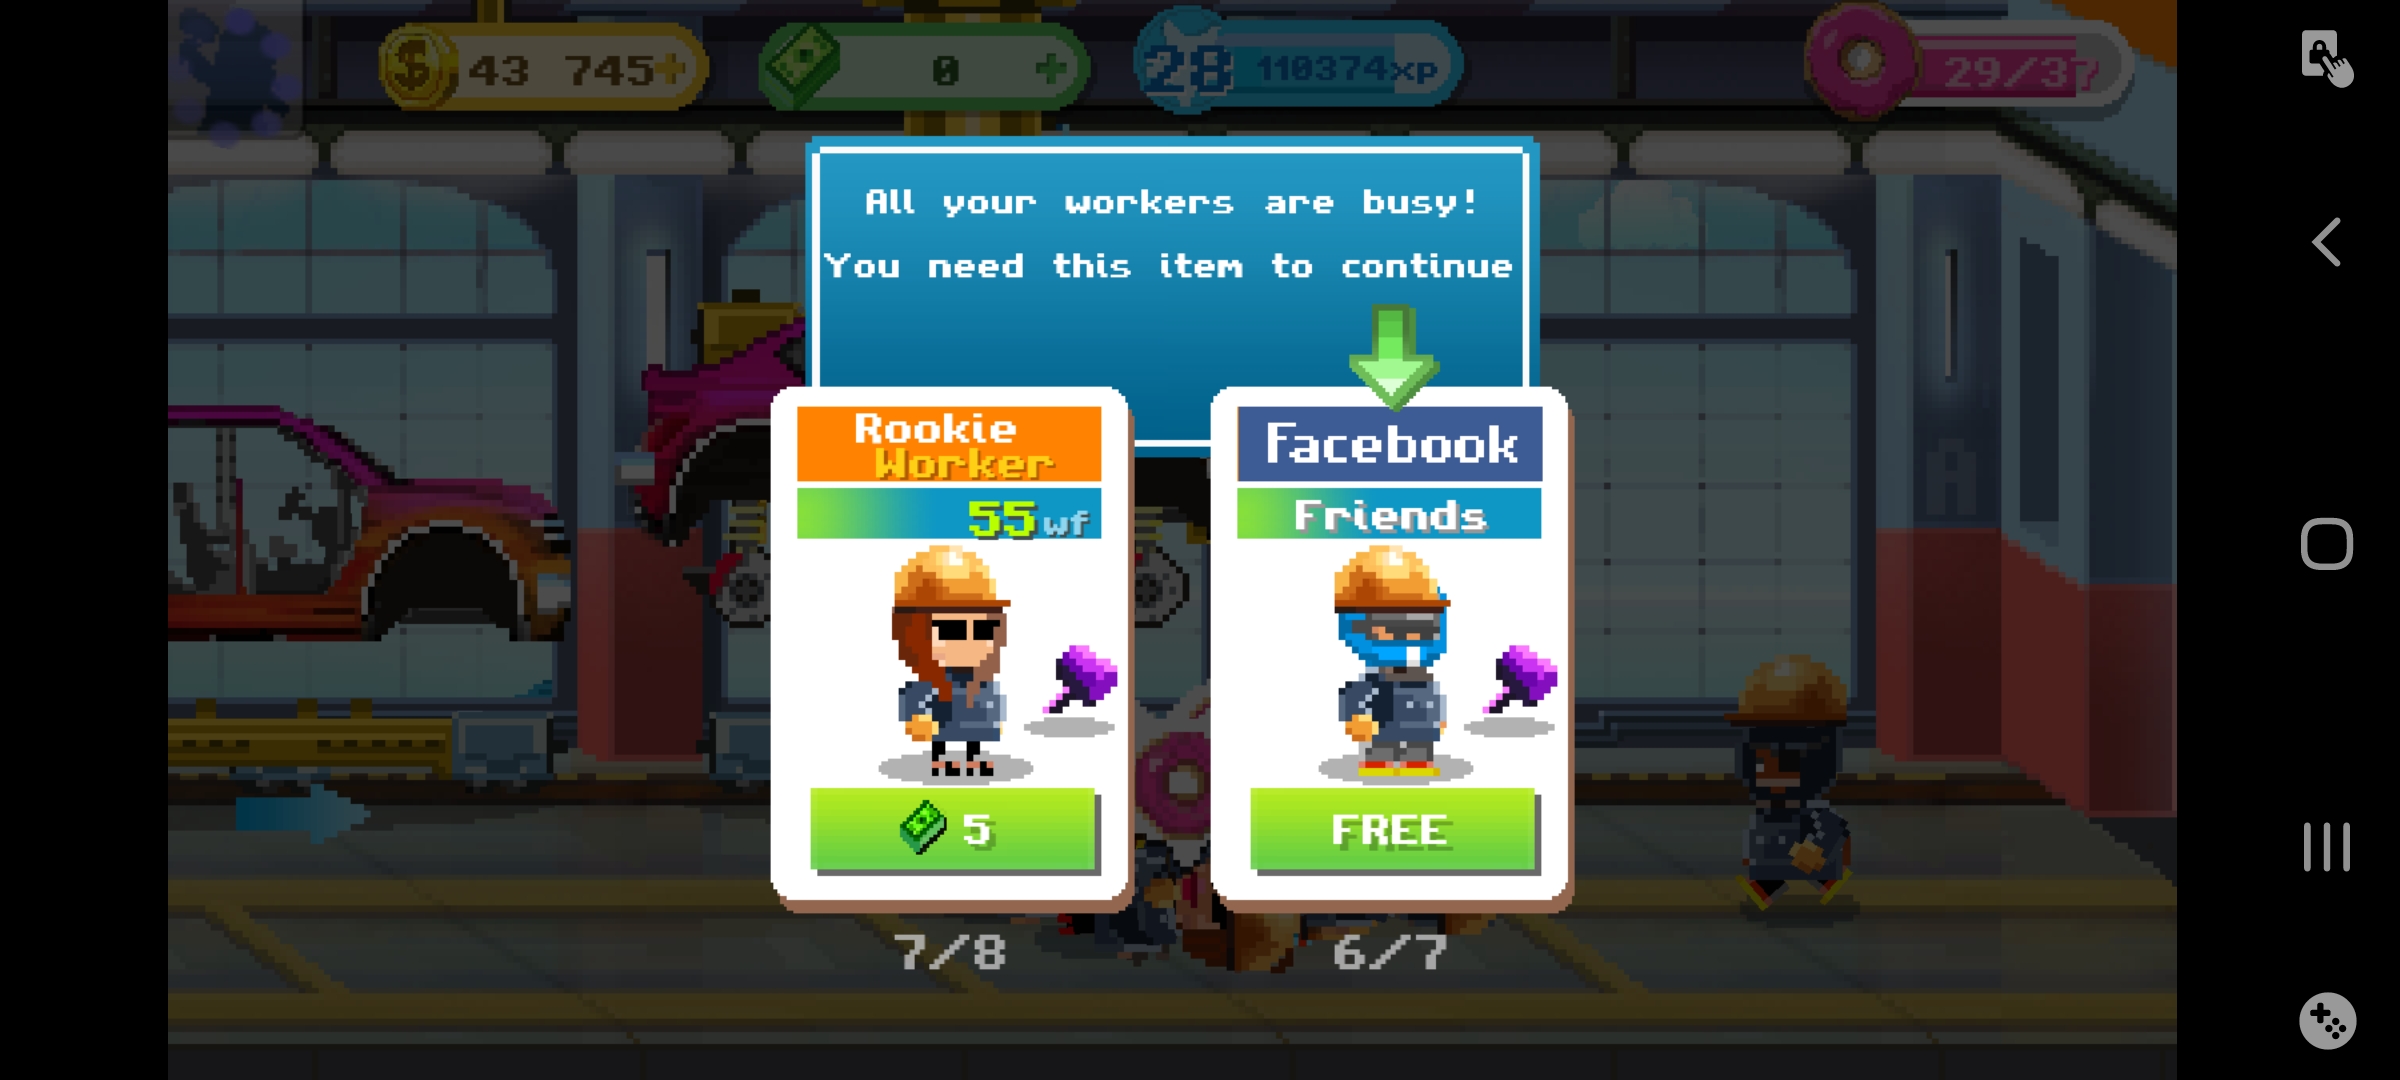 43 745+
0 +
28 110374xp
29/37
All your workers are busy!
You need this item to continue
Rookie
Worker
55wf
5
7/8
Facebook
Friends
FREE
6/7